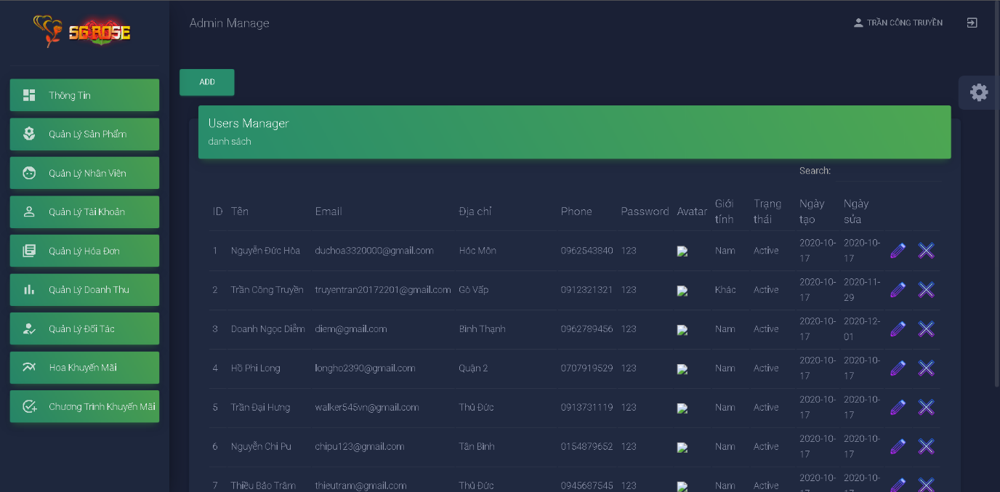 SG ROSE
Admin Manage
TRẦN CÔNG TRUYỀN
Thông Tin
Quản Lý Sản Phẩm
Quản Lý Nhân Viên
Quản Lý Tài Khoản
Quản Lý Hóa Đơn
Quản Lý Doanh Thu
Quản Lý Đối Tác
Hoa Khuyến Mãi
Chương Trình Khuyến Mãi
ADD
Users Manager
danh sách
Search:
ID Tên Email Địa chỉ Phone Password Avatar Giới tính Trạng thái Ngày tạo Ngày sửa
1 Nguyễn Đức Hòa duchoa3320000@gmail.com Hóc Môn 0962543840 123 Nam Active 2020-10-17 2020-10-17
2 Trần Công Truyền truyentran20172201@gmail.com Gò Vấp 0912321321 123 Khác Active 2020-10-17 2020-11-29
3 Doanh Ngọc Diễm diem@gmail.com Bình Thạnh 0962789456 123 Nam Active 2020-10-17 2020-12-01
4 Hồ Phi Long longho2390@gmail.com Quận 2 0707919529 123 Nam Active 2020-10-17 2020-10-17
5 Trần Đại Hưng walker545vn@gmail.com Thủ Đức 0913731119 123 Nam Active 2020-10-17 2020-10-17
6 Nguyễn Chi Pu chipu123@gmail.com Tân Bình 0154879652 123 Nam Active 2020-10-17 2020-10-17
7 Thiều Bảo Trâm thieutram@gmail.com Thủ Đức 0945687545 123 Nam Active 2020-10- 2020-10-